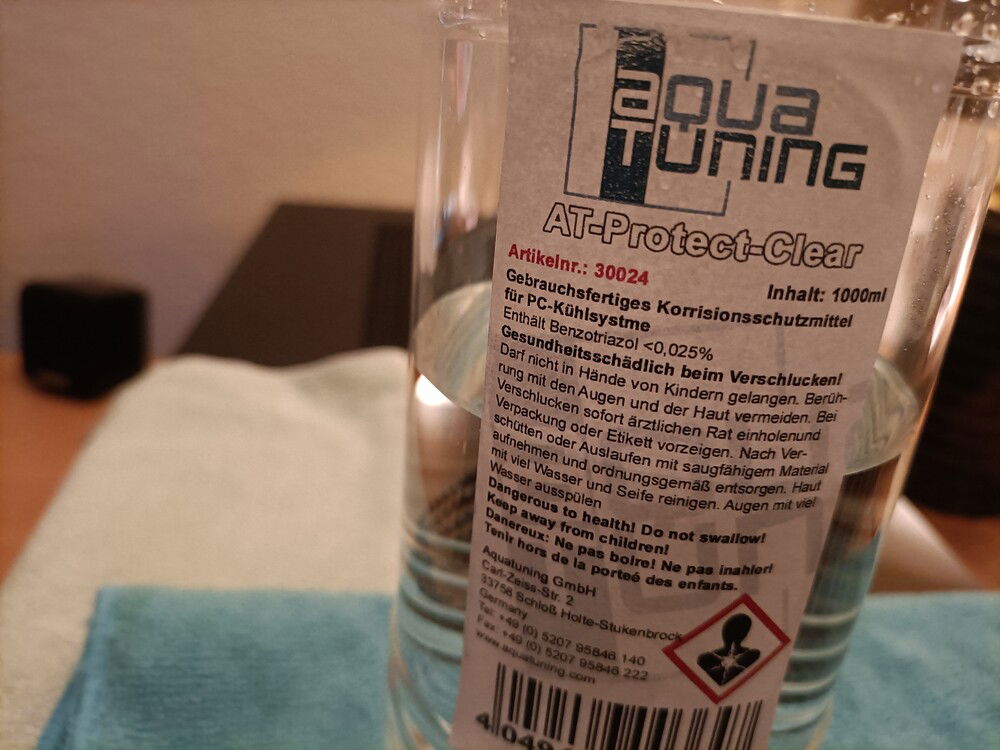 aqua
TUNING
AT-Protect-Clear
Artikelnr.: 30024
Inhalt: 1000ml
Gebrauchsfertiges Korrisionsschutzmittel
für PC-Kühlsystme
Enthält Benzotriazol <0,025%
Gesundheitsschädlich beim Verschlucken!
Darf nicht in Hände von Kindern gelangen. Berüh-
rung mit den Augen und der Haut vermeiden. Bei
Verschlucken sofort ärztlichen Rat einholenund
Verpackung oder Etikett vorzeigen. Nach Ver-
schütten oder Auslaufen mit saugfähigem Material
aufnehmen und ordnungsgemäß entsorgen. Haut
mit viel Wasser und Seife reinigen. Augen mit viel
Wasser ausspülen
Dangerous to health! Do not swallow!
Keep away from children!
Danereux: Ne pas boire! Ne pas inahler!
Tenir hors de la porteé des enfants.
Aquatuning GmbH
Carl-Zeiss-Str. 2
33758 Schloß Holte-Stukenbrock
Germany
Tel: +49 (0) 5207 95846 140
Fax: +49 (0) 5207 95846 222
www.aquatuning.com